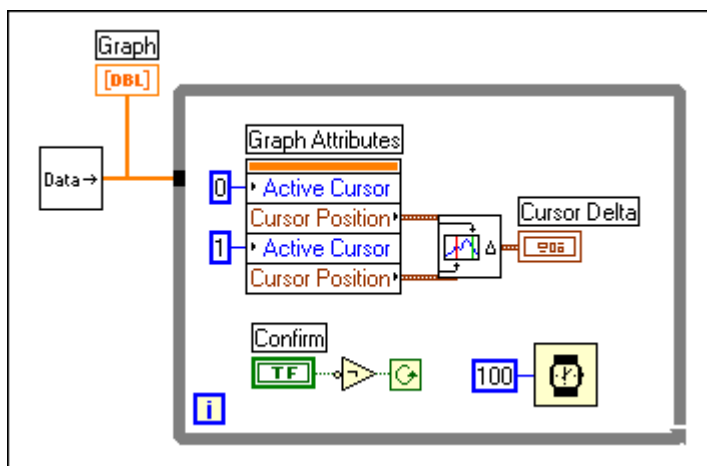 Graph
[DBL]
Data→
Graph Attributes
0
Active Cursor
Cursor Position
1
Active Cursor
Cursor Position
Δ
Cursor Delta
Confirm
TF
100
i